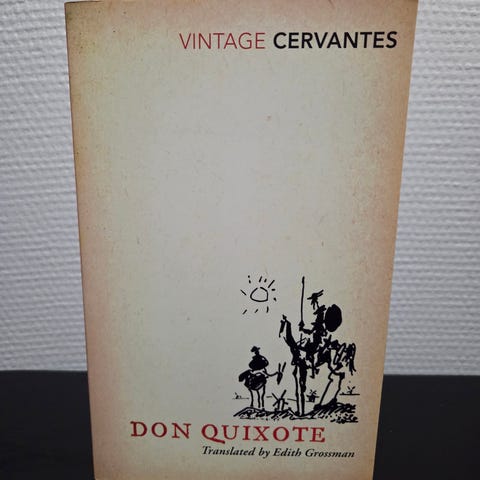 VINTAGE CERVANTES
DON QUIXOTE
Translated by Edith Grossman